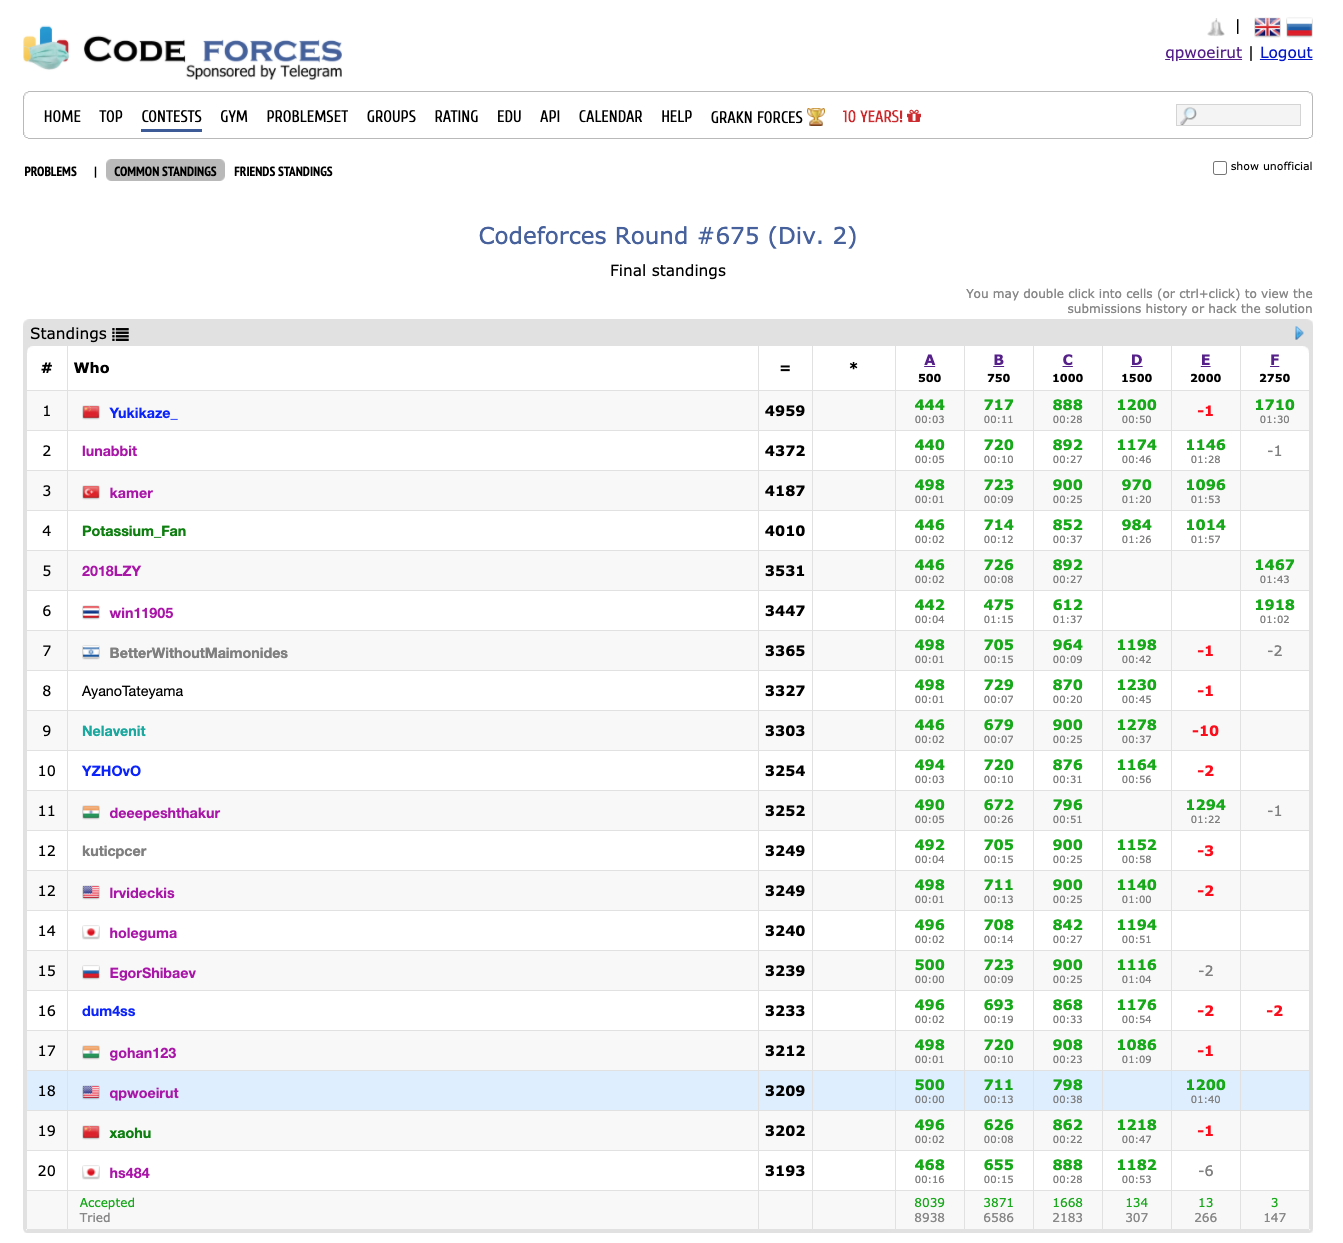 CODE FORCES
Sponsored by Telegram
|
qpwoeirut | Logout
HOME TOP CONTESTS GYM PROBLEMSET GROUPS RATING EDU API CALENDAR HELP GRAKN FORCES 10 YEARS!
PROBLEMS | COMMON STANDINGS FRIENDS STANDINGS
show unofficial
Codeforces Round #675 (Div. 2)
Final standings
You may double click into cells (or ctrl+click) to view the
submissions history or hack the solution
Standings
# Who = * A B C D E F
500 750 1000 1500 2000 2750
1 Yukikaze_ 4959 444 717 888 1200 -1 1710
00:03 00:11 00:28 00:50 01:30
2 lunabbit 4372 440 720 892 1174 1146 -1
00:05 00:10 00:27 00:46 01:28
3 kamer 4187 498 723 900 970 1096
00:01 00:09 00:25 01:20 01:53
4 Potassium_Fan 4010 446 714 852 984 1014
00:02 00:12 00:37 01:26 01:57
5 2018LZY 3531 446 726 892 1467
00:02 00:08 00:27 01:43
6 win11905 3447 442 475 612 1918
00:04 01:15 01:37 01:02
7 BetterWithoutMaimonides 3365 498 705 964 1198 -1 -2
00:01 00:15 00:09 00:42
8 AyanoTateyama 3327 498 729 870 1230 -1
00:01 00:07 00:20 00:45
9 Nelavenit 3303 446 679 900 1278 -10
00:02 00:07 00:25 00:37
10 YZHOvO 3254 494 720 876 1164 -2
00:03 00:10 00:31 00:56
11 deeepeshthakur 3252 490 672 796 1294 -1
00:05 00:26 00:51 01:22
12 kuticpcer 3249 492 705 900 1152 -3
00:04 00:15 00:25 00:58
12 lrvideckis 3249 498 711 900 1140 -2
00:01 00:13 00:25 01:00
14 holeguma 3240 496 708 842 1194
00:02 00:14 00:27 00:51
15 EgorShibaev 3239 500 723 900 1116 -2
00:00 00:09 00:25 01:04
16 dum4ss 3233 496 693 868 1176 -2 -2
00:02 00:19 00:33 00:54
17 gohan123 3212 498 720 908 1086 -1
00:01 00:10 00:23 01:09
18 qpwoeirut 3209 500 711 798 1200
00:00 00:13 00:38 01:40
19 xaohu 3202 496 626 862 1218 -1
00:02 00:08 00:22 00:47
20 hs484 3193 468 655 888 1182 -6
00:16 00:15 00:28 00:53
Accepted 8039 3871 1668 134 13 3
Tried 8938 6586 2183 307 266 147